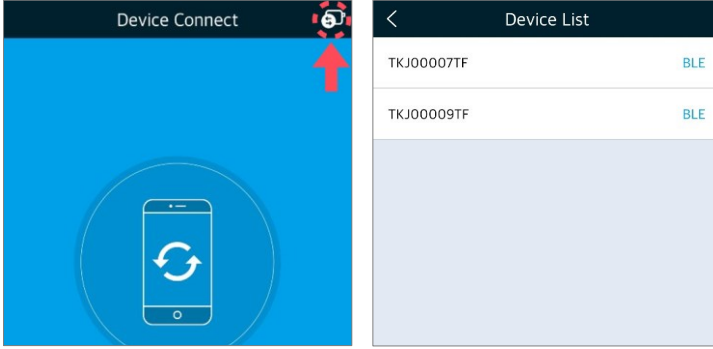 Device Connect
Device List
TKJ00007TF BLE
TKJ00009TF BLE